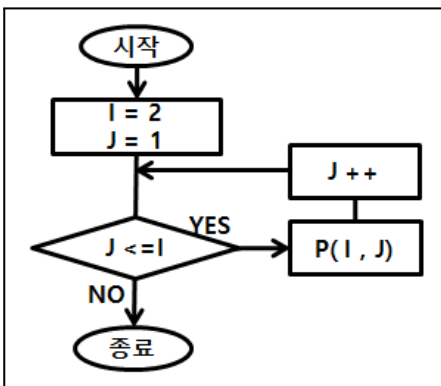 시작
I = 2
J = 1
J ++
YES
J <=I
P( I , J)
NO
종료